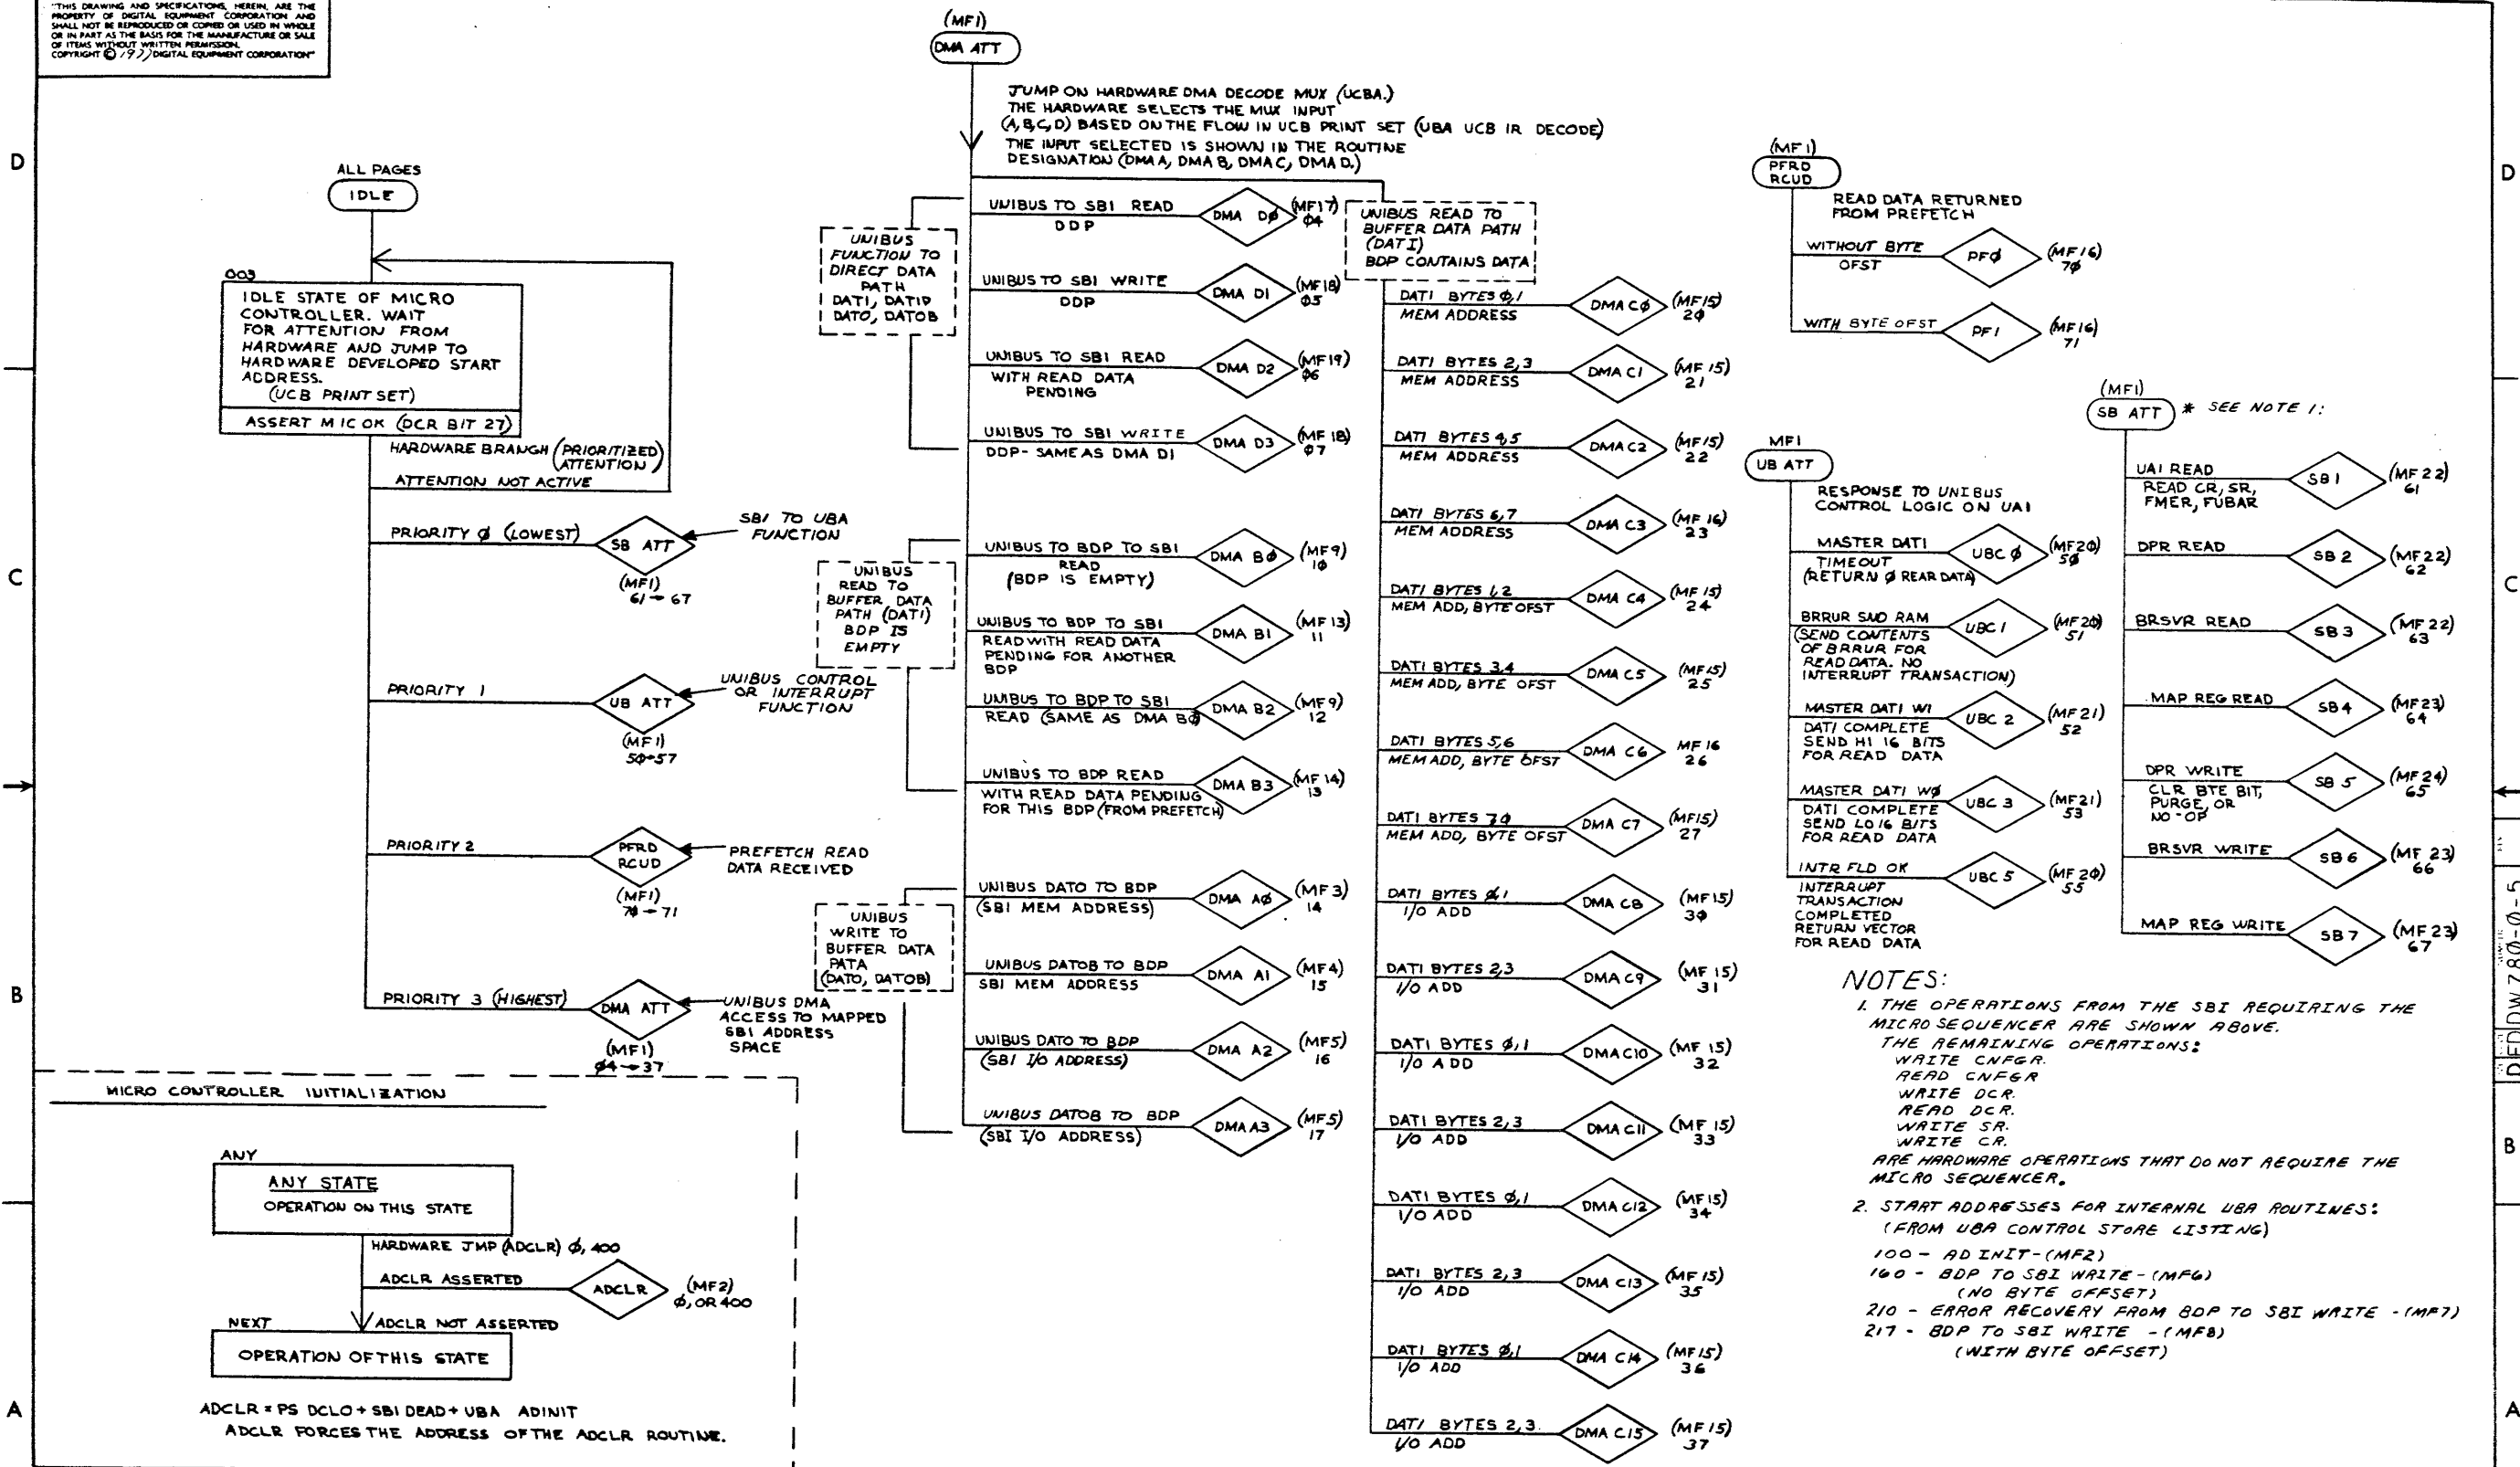 "THIS DRAWING AND SPECIFICATIONS, HEREIN, ARE THE
PROPERTY OF DIGITAL EQUIPMENT CORPORATION AND
SHALL NOT BE REPRODUCED OR COPIED OR USED IN WHOLE
OR IN PART AS THE BASIS FOR THE MANUFACTURE OR SALE
OF ITEMS WITHOUT WRITTEN PERMISSION.
COPYRIGHT © 1977 DIGITAL EQUIPMENT CORPORATION"
D
C
B
A
ALL PAGES
IDLE
003
IDLE STATE OF MICRO
CONTROLLER. WAIT
FOR ATTENTION FROM
HARDWARE AND JUMP TO
HARDWARE DEVELOPED START
ADDRESS.
(UCB PRINT SET)
ASSERT MIC OK (DCR BIT 27)
HARDWARE BRANGH (PRIORITIZED
ATTENTION)
ATTENTION NOT ACTIVE
PRIORITY Ø (LOWEST)
SB ATT
(MF1)
61→67
SBI TO UBA
FUNCTION
PRIORITY 1
UB ATT
(MF1)
5Ø→57
UNIBUS CONTROL
OR INTERRUPT
FUNCTION
PRIORITY 2
PFRD
RCUD
(MF1)
7Ø→71
PREFETCH READ
DATA RECEIVED
PRIORITY 3 (HIGHEST)
DMA ATT
(MF1)
Ø4→37
UNIBUS DMA
ACCESS TO MAPPED
SBI ADDRESS
SPACE
MICRO CONTROLLER IUITIALIZATION
ANY
ANY STATE
OPERATION ON THIS STATE
HARDWARE JMP (ADCLR) Ø, 400
ADCLR ASSERTED
ADCLR
(MF2)
Ø, OR 400
ADCLR NOT ASSERTED
NEXT
OPERATION OF THIS STATE
ADCLR = PS DCLO + SBI DEAD + UBA ADINIT
ADCLR FORCES THE ADDRESS OF THE ADCLR ROUTINE.
(MF1)
DMA ATT
JUMP ON HARDWARE DMA DECODE MUX (UCBA.)
THE HARDWARE SELECTS THE MUX INPUT
(A,B,C,D) BASED ON THE FLOW IN UCB PRINT SET (UBA UCB IR DECODE)
THE INPUT SELECTED IS SHOWN IN THE ROUTINE
DESIGNATION (DMA A, DMA B, DMA C, DMA D.)
UNIBUS
FUNCTION TO
DIRECT DATA
PATH
DATI, DATIP
DATO, DATOB
UNIBUS TO SBI READ
DDP
DMA DØ
(MF17)
Ø4
UNIBUS TO SBI WRITE
DDP
DMA D1
(MF18)
Ø5
UNIBUS TO SBI READ
WITH READ DATA
PENDING
DMA D2
(MF19)
Ø6
UNIBUS TO SBI WRITE
DDP- SAME AS DMA D1
DMA D3
(MF 18)
Ø7
UNIBUS
READ TO
BUFFER DATA
PATH (DATI)
BDP IS
EMPTY
UNIBUS TO BDP TO SBI
READ
(BDP IS EMPTY)
DMA BØ
(MF9)
1Ø
UNIBUS TO BDP TO SBI
READ WITH READ DATA
PENDING FOR ANOTHER
BDP
DMA B1
(MF 13)
11
UNIBUS TO BDP TO SBI
READ (SAME AS DMA BØ)
DMA B2
(MF9)
12
UNIBUS TO BDP READ
WITH READ DATA PENDING
FOR THIS BDP (FROM PREFETCH)
DMA B3
(MF 14)
13
UNIBUS
WRITE TO
BUFFER DATA
PATA
(DATO, DATOB)
UNIBUS DATO TO BDP
(SBI MEM ADDRESS)
DMA AØ
(MF 3)
14
UNIBUS DATOB TO BDP
SBI MEM ADDRESS
DMA A1
(MF4)
15
UNIBUS DATO TO BDP
(SBI I/O ADDRESS)
DMA A2
(MF5)
16
UNIBUS DATOB TO BDP
(SBI I/O ADDRESS)
DMA A3
(MF5)
17
UNIBUS READ TO
BUFFER DATA PATH
(DATI)
BDP CONTAINS DATA
DATI BYTES Ø,1
MEM ADDRESS
DMA CØ
(MF15)
2Ø
DATI BYTES 2,3
MEM ADDRESS
DMA C1
(MF 15)
21
DATI BYTES 4,5
MEM ADDRESS
DMA C2
(MF15)
22
DATI BYTES 6,7
MEM ADDRESS
DMA C3
(MF 16)
23
DATI BYTES 1,2
MEM ADD, BYTE OFST
DMA C4
(MF 15)
24
DATI BYTES 3,4
MEM ADD, BYTE OFST
DMA C5
(MF15)
25
DATI BYTES 5,6
MEM ADD, BYTE OFST
DMA C6
MF 16
26
DATI BYTES 7,Ø
MEM ADD, BYTE OFST
DMA C7
(MF15)
27
DATI BYTES Ø,1
I/O ADD
DMA C8
(MF15)
3Ø
DATI BYTES 2,3
I/O ADD
DMA C9
(MF 15)
31
DATI BYTES Ø,1
I/O ADD
DMA C10
(MF 15)
32
DATI BYTES 2,3
I/O ADD
DMA C11
(MF 15)
33
DATI BYTES Ø,1
I/O ADD
DMA C12
(MF15)
34
DATI BYTES 2,3
I/O ADD
DMA C13
(MF 15)
35
DATI BYTES Ø,1
I/O ADD
DMA C14
(MF15)
36
DATI BYTES 2,3.
I/O ADD
DMA C15
(MF 15)
37
(MF 1)
PFRD
RCUD
READ DATA RETURNED
FROM PREFETCH
WITHOUT BYTE
OFST
PFØ
(MF16)
7Ø
WITH BYTE OFST
PF1
(MF16)
71
MF1
UB ATT
RESPONSE TO UNIBUS
CONTROL LOGIC ON UAI
MASTER DATI
TIMEOUT
(RETURN Ø REAR DATA)
UBC Ø
(MF2Ø)
5Ø
BRRUR SND RAM
(SEND CONTENTS
OF BRRUR FOR
READ DATA. NO
INTERRUPT TRANSACTION)
UBC 1
(MF2Ø)
51
MASTER DATI W1
DATI COMPLETE
SEND HI 16 BITS
FOR READ DATA
UBC 2
(MF21)
52
MASTER DATI WØ
DATI COMPLETE
SEND LO 16 BITS
FOR READ DATA
UBC 3
(MF21)
53
INTR FLD OK
INTERRUPT
TRANSACTION
COMPLETED
RETURN VECTOR
FOR READ DATA
UBC 5
(MF 2Ø)
55
(MF1)
SB ATT
* SEE NOTE 1:
UAI READ
READ CR, SR,
FMER, FUBAR
SB 1
(MF 22)
61
DPR READ
SB 2
(MF22)
62
BRSVR READ
SB 3
(MF 22)
63
MAP REG READ
SB 4
(MF23)
64
DPR WRITE
CLR BTE BIT,
PURGE, OR
NO-OP
SB 5
(MF 24)
65
BRSVR WRITE
SB 6
(MF 23)
66
MAP REG WRITE
SB 7
(MF 23)
67
NOTES:
1. THE OPERATIONS FROM THE SBI REQUIRING THE
MICRO SEQUENCER ARE SHOWN ABOVE.
THE REMAINING OPERATIONS:
WRITE CNFGR.
READ CNFGR
WRITE DCR.
READ DCR.
WRITE SR.
WRITE CR.
ARE HARDWARE OPERATIONS THAT DO NOT REQUIRE THE
MICRO SEQUENCER.
2. START ADDRESSES FOR INTERNAL UBA ROUTINES:
(FROM UBA CONTROL STORE LISTING)
100 - AD INIT-(MF2)
160 - BDP TO SBI WRITE-(MF6)
(NO BYTE OFFSET)
210 - ERROR RECOVERY FROM BDP TO SBI WRITE -(MF7)
217 - BDP TO SBI WRITE -(MF8)
(WITH BYTE OFFSET)
D
C
B
A